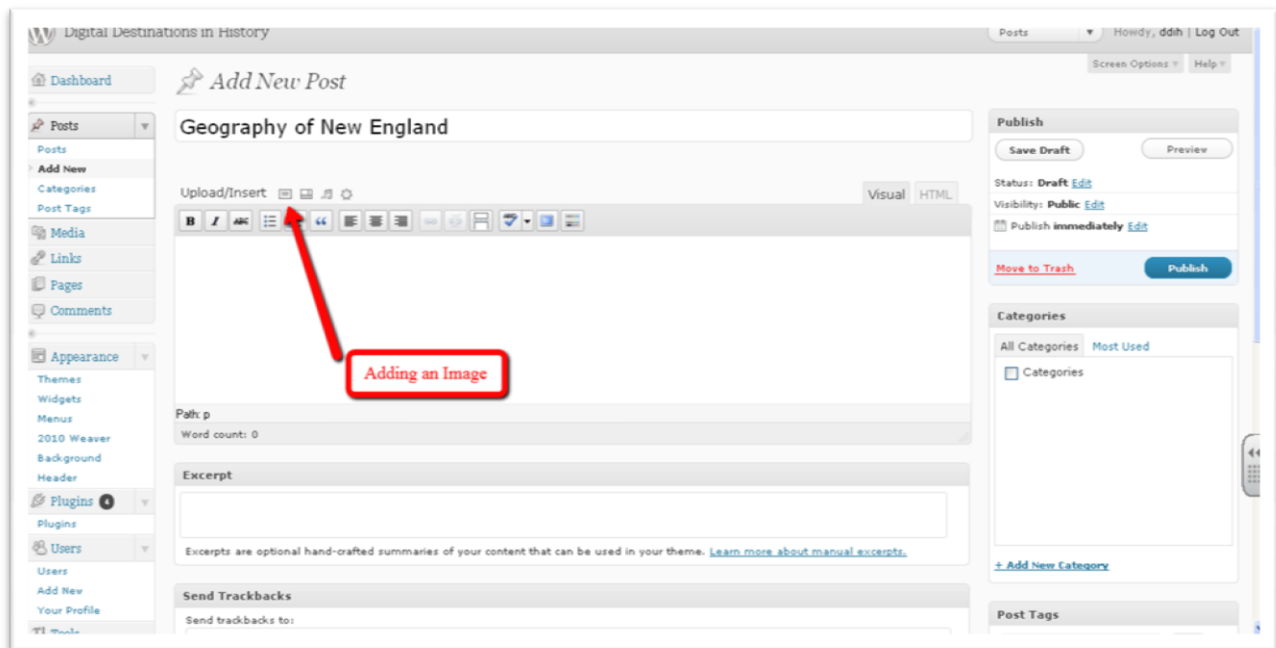 Digital Destinations in History
Posts
Howdy, ddih | Log Out
Screen Options
Help
Dashboard
Posts
Posts
Add New
Categories
Post Tags
Media
Links
Pages
Comments
Appearance
Themes
Widgets
Menus
2010 Weaver
Background
Header
Plugins 4
Plugins
Users
Users
Add New
Your Profile
Tools
Add New Post
Geography of New England
Upload/Insert
Visual
HTML
B I ABC
Adding an Image
Path: p
Word count: 0
Excerpt
Excerpts are optional hand-crafted summaries of your content that can be used in your theme. Learn more about manual excerpts.
Send Trackbacks
Send trackbacks to:
Publish
Save Draft
Preview
Status: Draft Edit
Visibility: Public Edit
Publish immediately Edit
Move to Trash
Publish
Categories
All Categories
Most Used
Categories
+ Add New Category
Post Tags